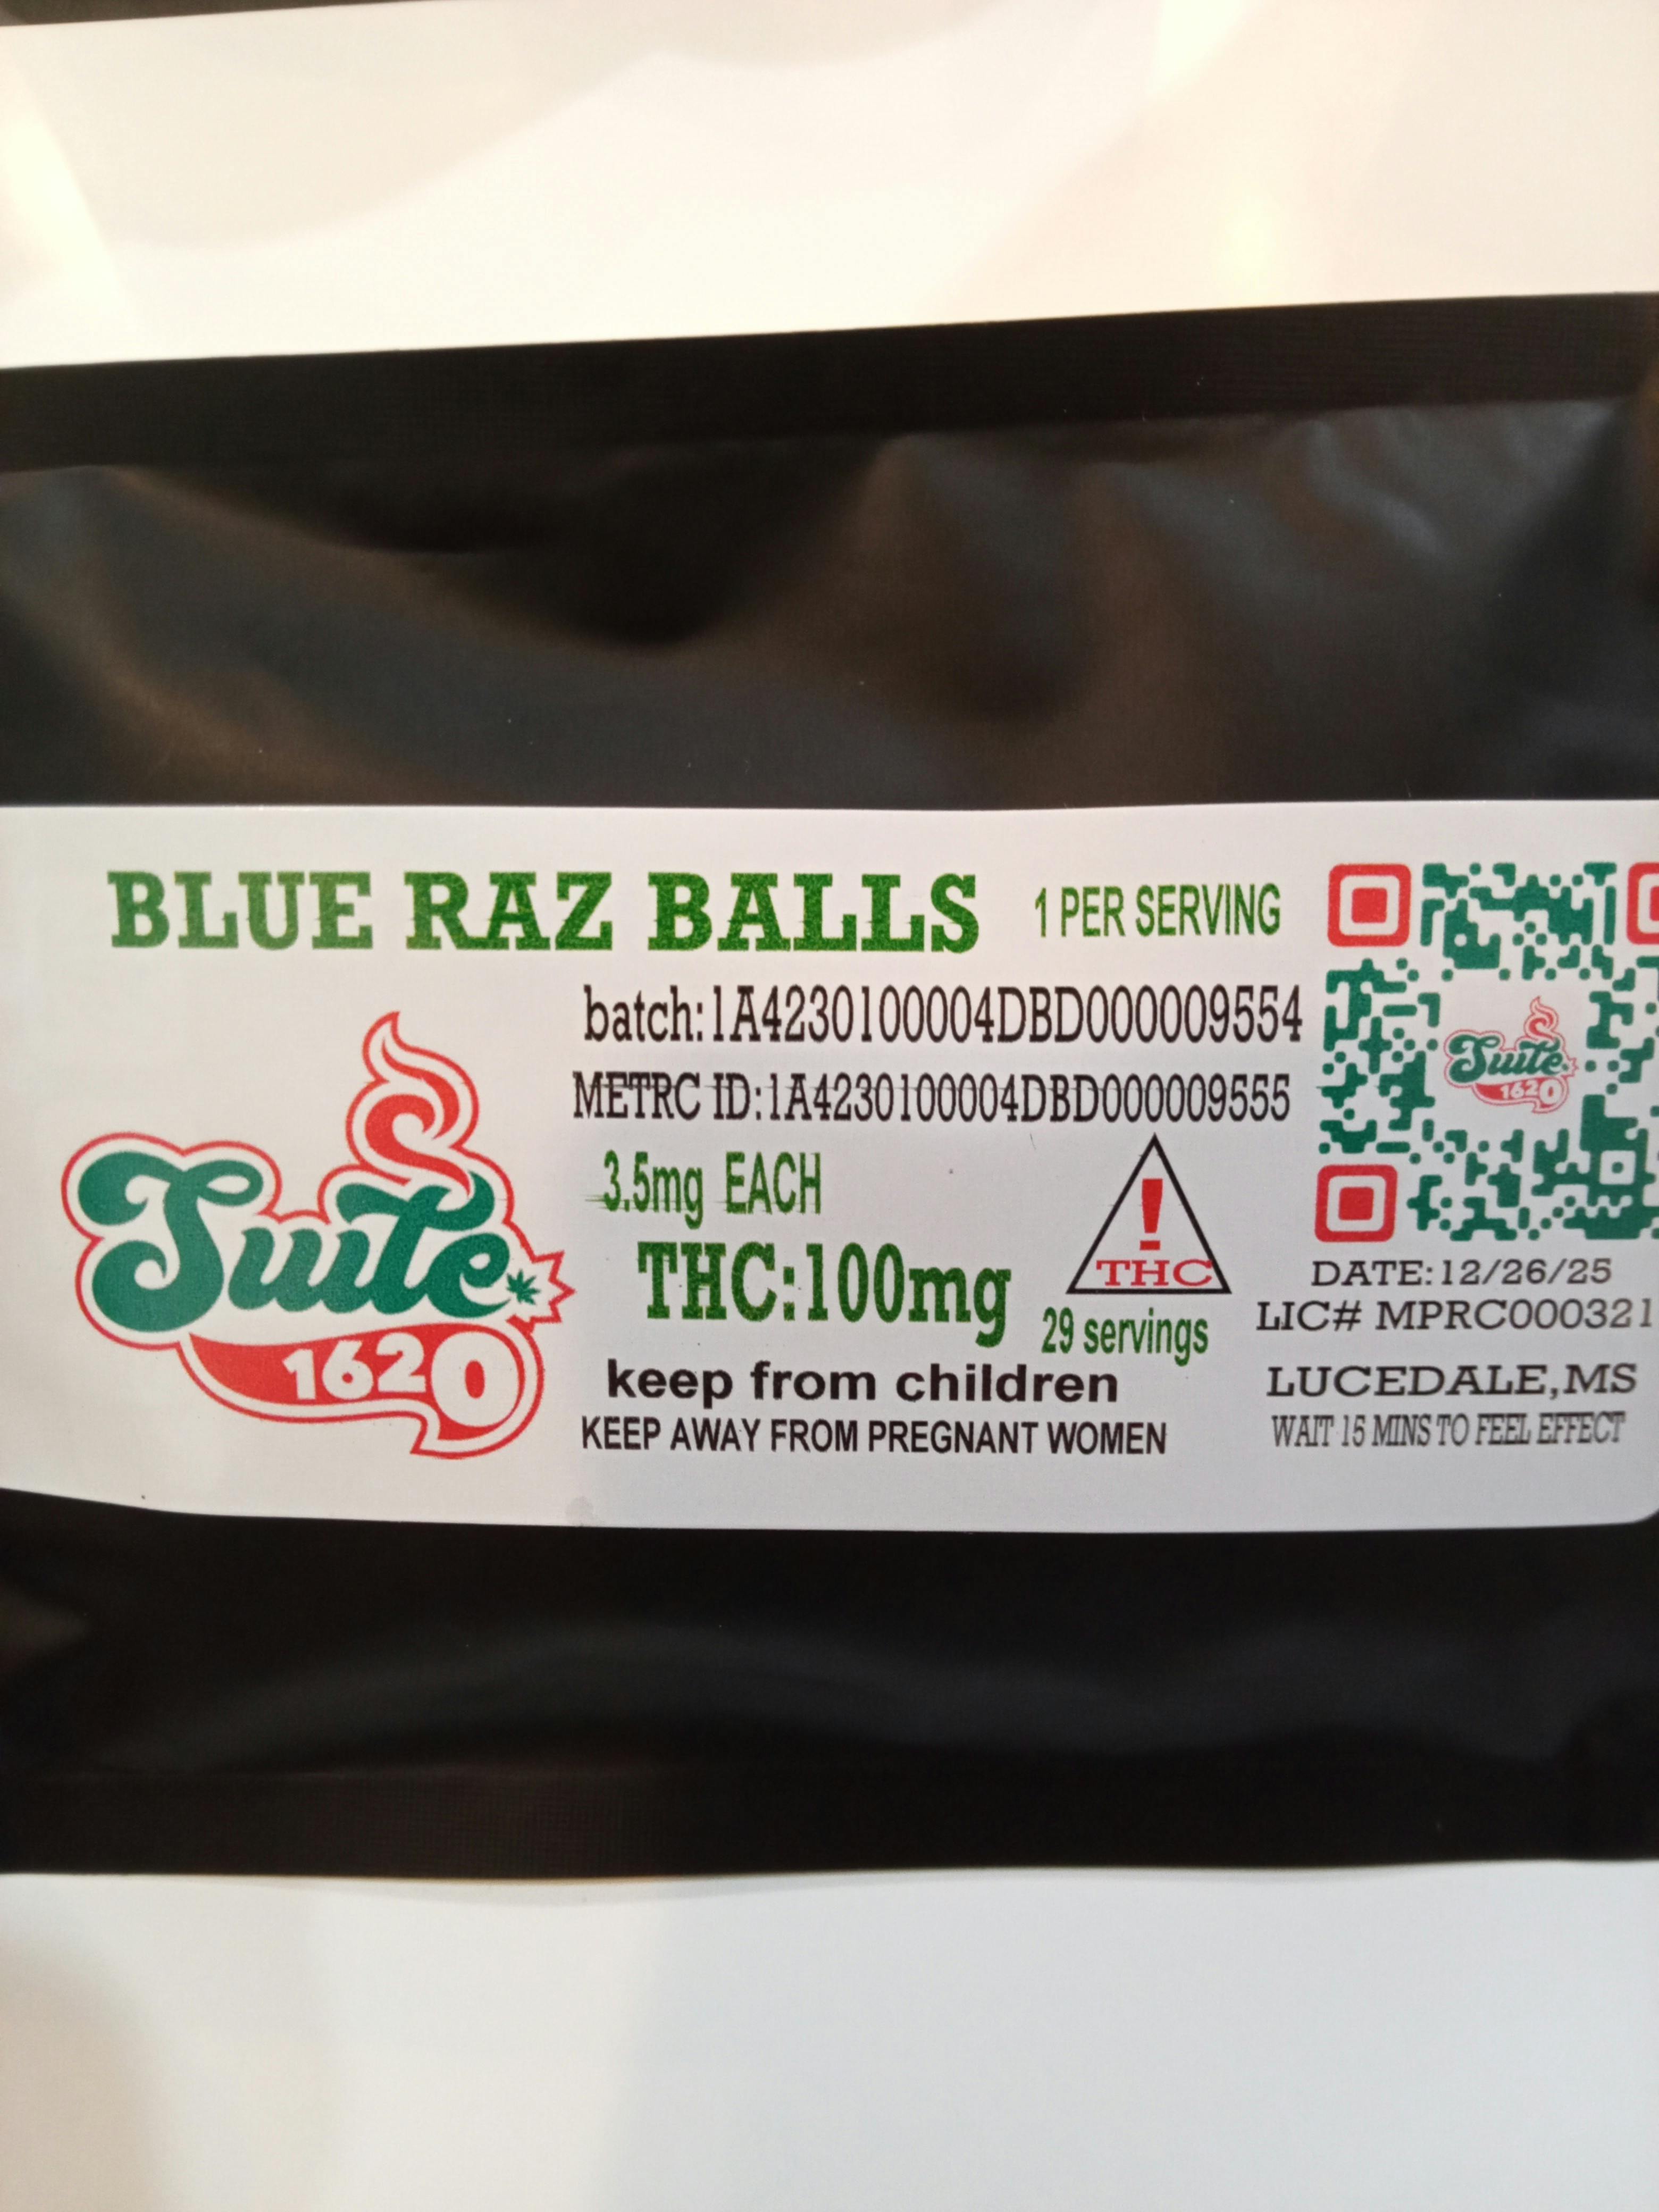 BLUE RAZ BALLS 1 PER SERVING
batch:1A4230100004DBD000009554
METRC ID:1A4230100004DBD000009555
3.5mg EACH
THC:100mg
THC
29 servings
keep from children
KEEP AWAY FROM PREGNANT WOMEN
Suite
1620
Suite
1620
DATE:12/26/25
LIC# MPRC000321
LUCEDALE,MS
WAIT 15 MINS TO FEEL EFFECT